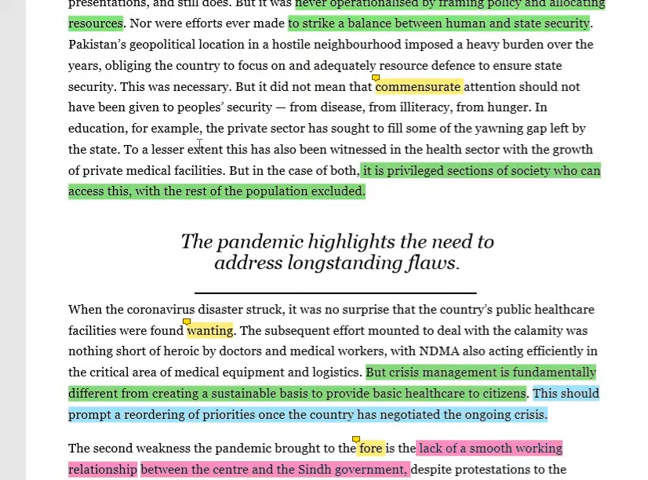 presentations, and still does. But it was never operationalised by framing policy and allocating
resources. Nor were efforts ever made to strike a balance between human and state security.
Pakistan's geopolitical location in a hostile neighbourhood imposed a heavy burden over the
years, obliging the country to focus on and adequately resource defence to ensure state
security. This was necessary. But it did not mean that commensurate attention should not
have been given to peoples' security — from disease, from illiteracy, from hunger. In
education, for example, the private sector has sought to fill some of the yawning gap left by
the state. To a lesser extent this has also been witnessed in the health sector with the growth
of private medical facilities. But in the case of both, it is privileged sections of society who can
access this, with the rest of the population excluded.
The pandemic highlights the need to
address longstanding flaws.
When the coronavirus disaster struck, it was no surprise that the country's public healthcare
facilities were found wanting. The subsequent effort mounted to deal with the calamity was
nothing short of heroic by doctors and medical workers, with NDMA also acting efficiently in
the critical area of medical equipment and logistics. But crisis management is fundamentally
different from creating a sustainable basis to provide basic healthcare to citizens. This should
prompt a reordering of priorities once the country has negotiated the ongoing crisis.
The second weakness the pandemic brought to the fore is the lack of a smooth working
relationship between the centre and the Sindh government, despite protestations to the